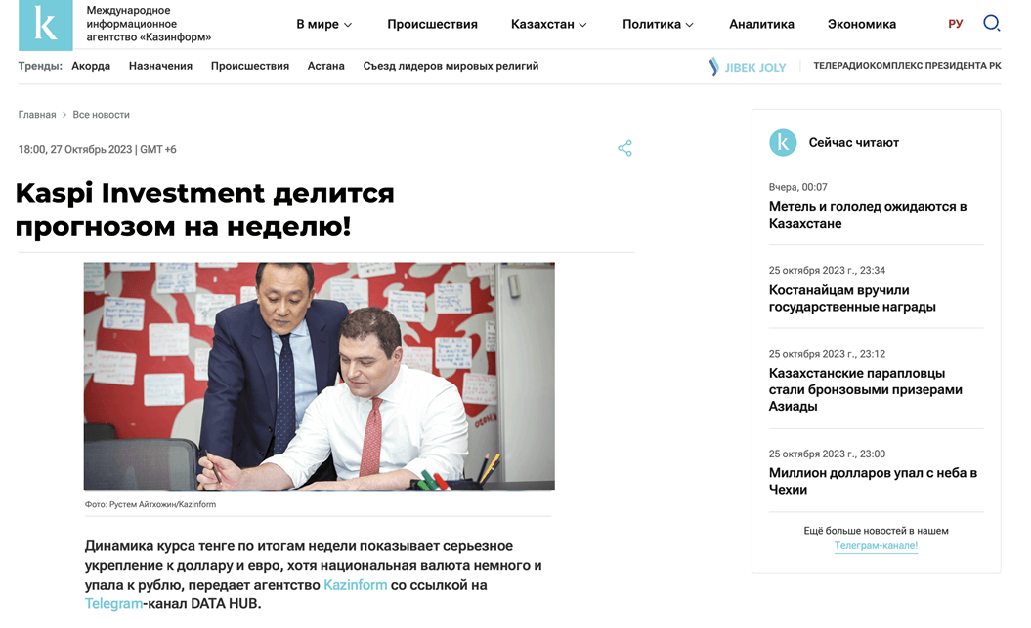 k
Международное
информационное
агентство «Казинформ»
В мире
Происшествия
Казахстан
Политика
Аналитика
Экономика
РУ
Тренды: Акорда Назначения Происшествия Астана Съезд лидеров мировых религий
JIBEK JOLY
ТЕЛЕРАДИОКОМПЛЕКС ПРЕЗИДЕНТА РК
Главная › Все новости
18:00, 27 Октябрь 2023 | GMT +6
Kaspi Investment делится
прогнозом на неделю!
Фото: Рустем Айтхожин/Kazinform
Динамика курса тенге по итогам недели показывает серьезное
укрепление к доллару и евро, хотя национальная валюта немного и
упала к рублю, передает агентство Kazinform со ссылкой на
Telegram-канал DATA HUB.
k
Сейчас читают
Вчера, 00:07
Метель и гололед ожидаются в
Казахстане
25 октября 2023 г., 23:34
Костанайцам вручили
государственные награды
25 октября 2023 г., 23:12
Казахстанские парапловцы
стали бронзовыми призерами
Азиады
25 октября 2023 г., 23:00
Миллион долларов упал с неба в
Чехии
Ещё больше новостей в нашем
Телеграм-канале!